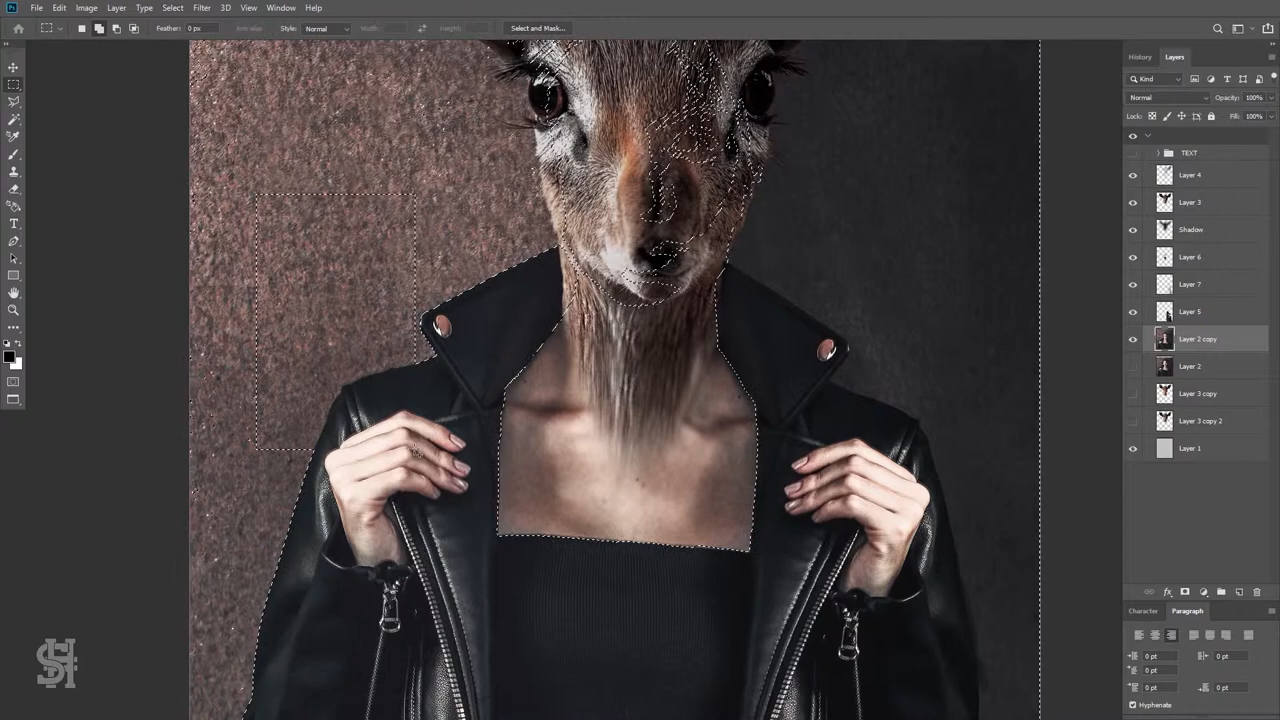 Ps File Edit Image Layer Type Select Filter 3D View Window Help
Feather: 0 px Anti-alias Style: Normal Width: Height: Select and Mask...
History Layers
Kind
Normal Opacity: 100%
Lock: Fill: 100%
TEXT
Layer 4
Layer 3
Shadow
Layer 6
Layer 7
Layer 5
Layer 2 copy
Layer 2
Layer 3 copy
Layer 3 copy 2
Layer 1
Character Paragraph
0 pt 0 pt
0 pt
0 pt 0 pt
Hyphenate